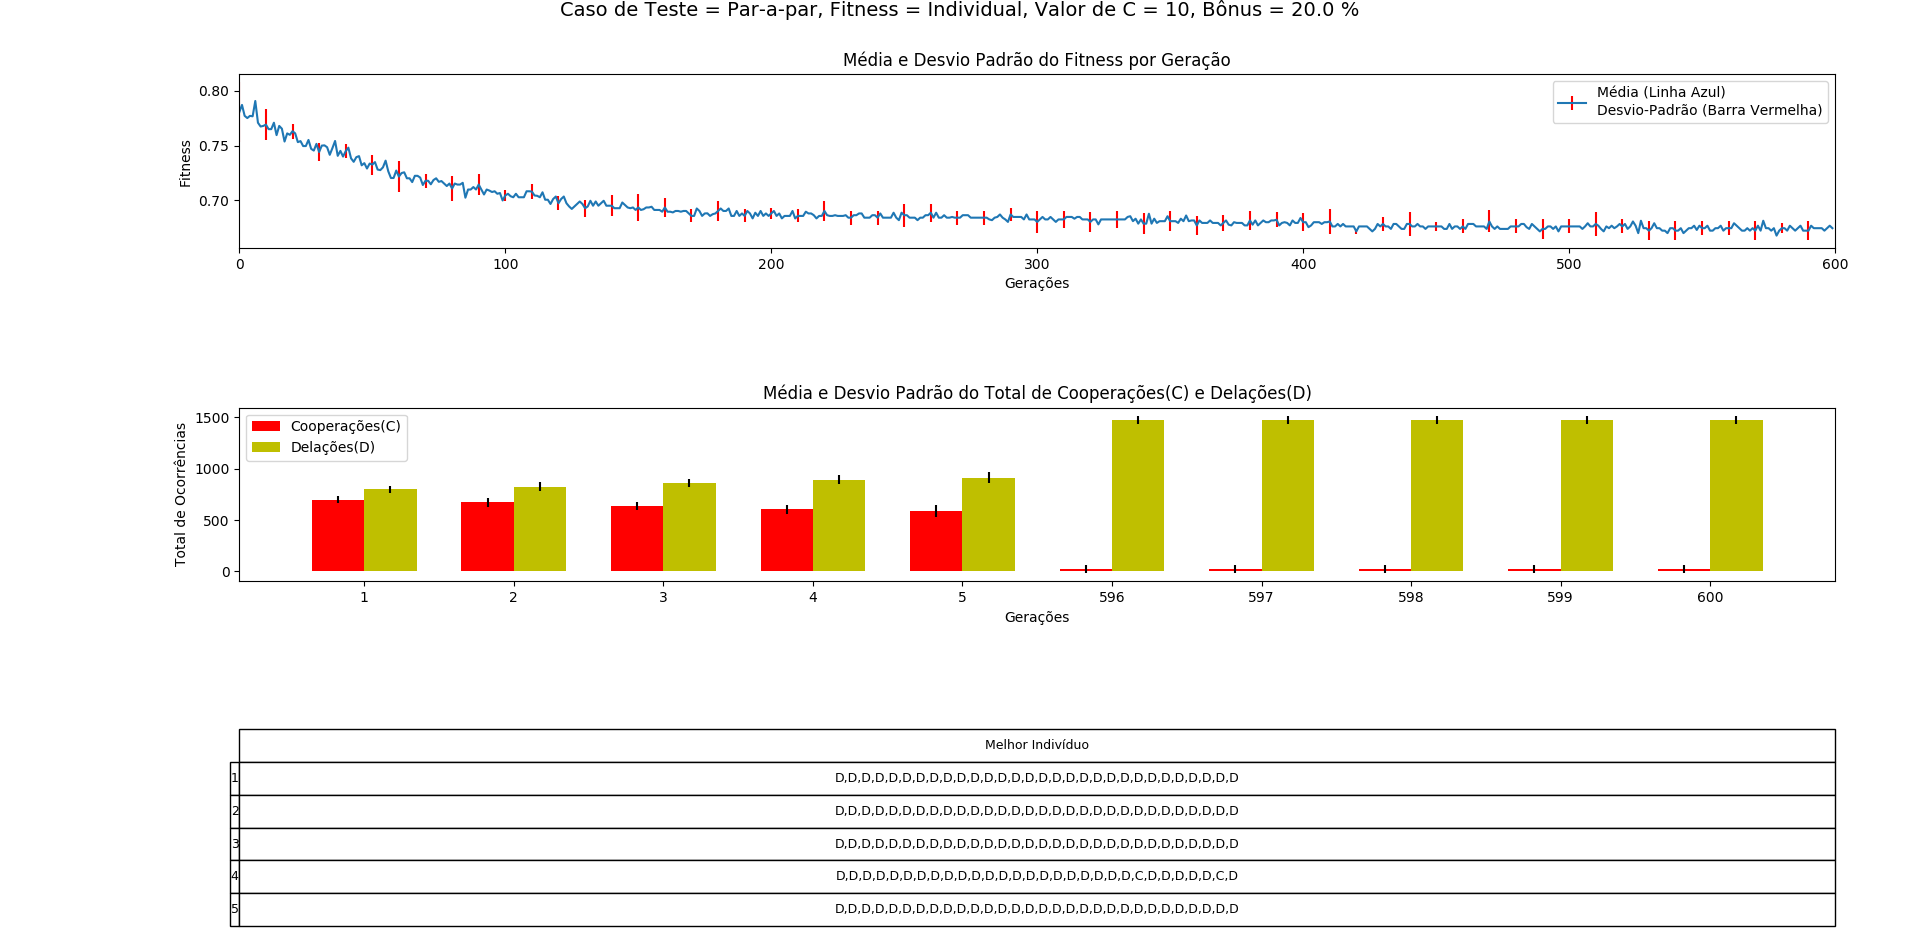 Caso de Teste = Par-a-par, Fitness = Individual, Valor de C = 10, Bônus = 20.0 %
Média e Desvio Padrão do Fitness por Geração
0.80
0.75
0.70
Fitness
Média (Linha Azul)
Desvio-Padrão (Barra Vermelha)
0 100 200 300 400 500 600
Gerações
Média e Desvio Padrão do Total de Cooperações(C) e Delações(D)
1500
1000
500
0
Total de Ocorrências
Cooperações(C)
Delações(D)
1 2 3 4 5 596 597 598 599 600
Gerações
Melhor Indivíduo
1 D,D,D,D,D,D,D,D,D,D,D,D,D,D,D,D,D,D,D,D,D,D,D,D,D,D,D,D,D,D
2 D,D,D,D,D,D,D,D,D,D,D,D,D,D,D,D,D,D,D,D,D,D,D,D,D,D,D,D,D,D
3 D,D,D,D,D,D,D,D,D,D,D,D,D,D,D,D,D,D,D,D,D,D,D,D,D,D,D,D,D,D
4 D,D,D,D,D,D,D,D,D,D,D,D,D,D,D,D,D,D,D,D,D,D,C,D,D,D,D,D,C,D
5 D,D,D,D,D,D,D,D,D,D,D,D,D,D,D,D,D,D,D,D,D,D,D,D,D,D,D,D,D,D